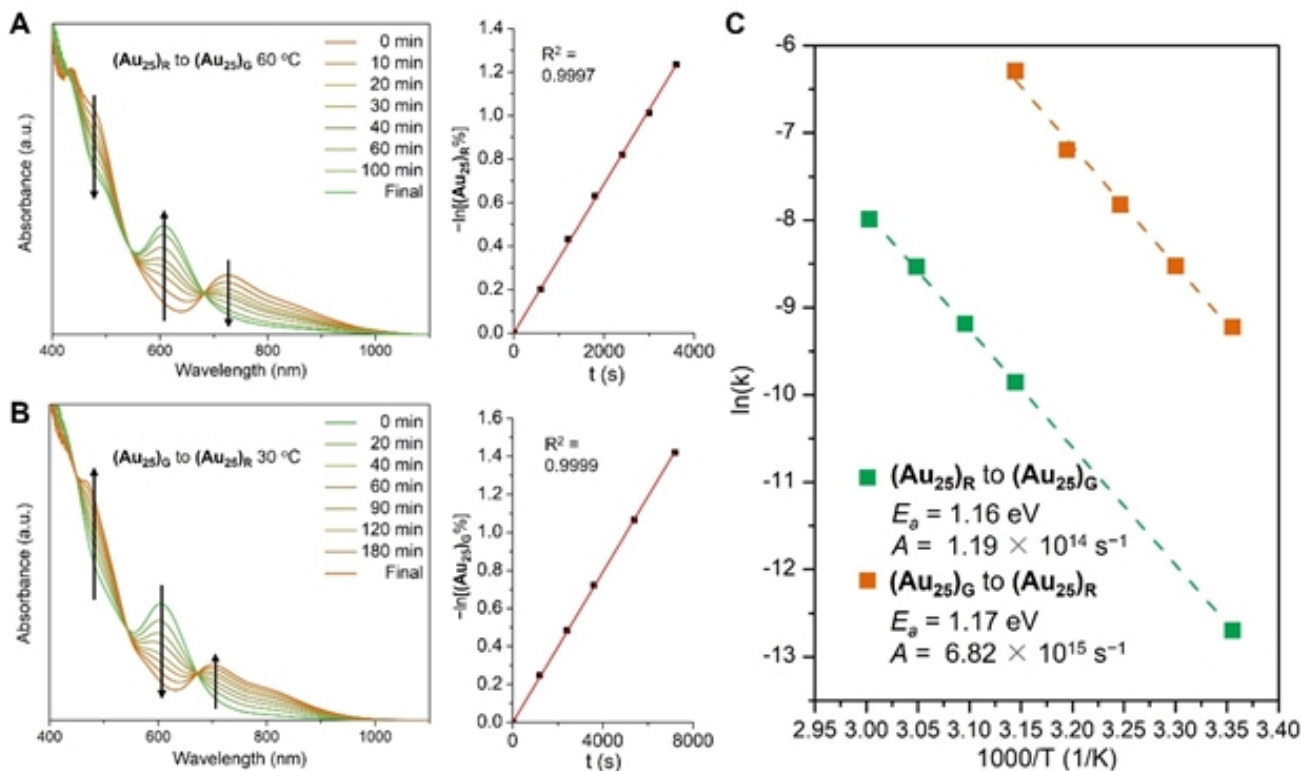 A
(Au₂₅)R to (Au₂₅)G 60 °C
0 min
10 min
20 min
30 min
40 min
60 min
100 min
Final
Absorbance (a.u.)
400 600 800 1000
Wavelength (nm)
R² =
0.9997
−ln[(Au₂₅)R%]
1.4
1.2
1.0
0.8
0.6
0.4
0.2
0.0
0 2000 4000
t (s)
B
(Au₂₅)G to (Au₂₅)R 30 °C
0 min
20 min
40 min
60 min
90 min
120 min
180 min
Final
Absorbance (a.u.)
400 600 800 1000
Wavelength (nm)
R² =
0.9999
−ln[(Au₂₅)G%]
1.6
1.4
1.2
1.0
0.8
0.6
0.4
0.2
0.0
0 2000 4000 6000 8000
t (s)
C
-6
-7
-8
-9
-10
-11
-12
-13
ln(k)
(Au₂₅)R to (Au₂₅)G
Eₐ = 1.16 eV
A = 1.19 × 10¹⁴ s⁻¹
(Au₂₅)G to (Au₂₅)R
Eₐ = 1.17 eV
A = 6.82 × 10¹⁵ s⁻¹
2.95 3.00 3.05 3.10 3.15 3.20 3.25 3.30 3.35 3.40
1000/T (1/K)